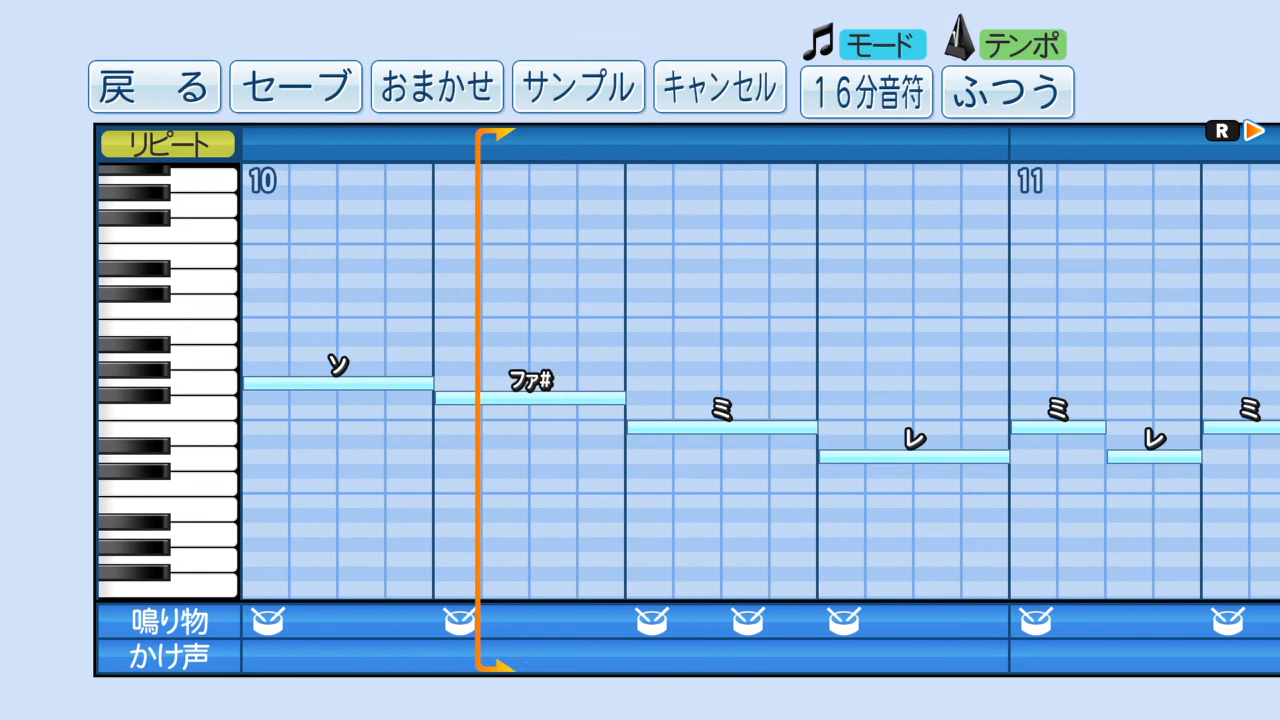 モード テンポ
戻 る セーブ おまかせ サンプル キャンセル 16分音符 ふつう
リピート R
10 11
ソ
ファ#
ミ ミ ミ
レ レ
鳴り物
かけ声